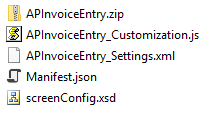 APInvoiceEntry.zip
APInvoiceEntry_Customization.js
APInvoiceEntry_Settings.xml
Manifest.json
screenConfig.xsd